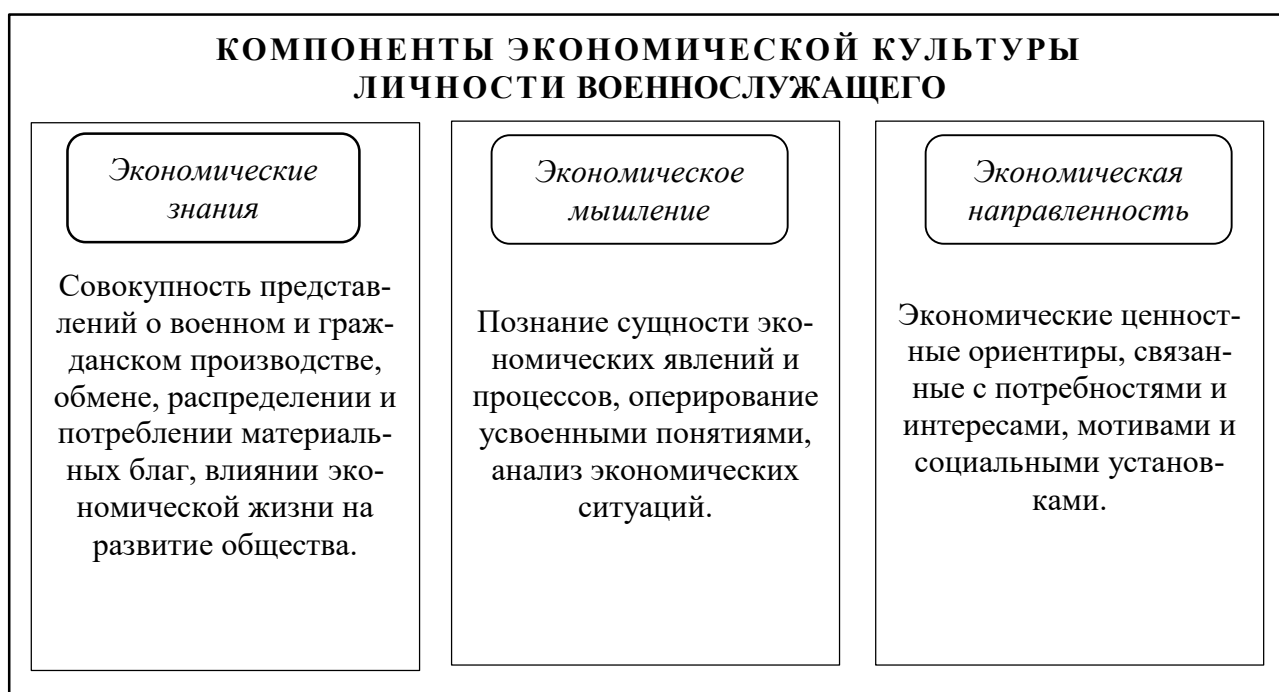 КОМПОНЕНТЫ ЭКОНОМИЧЕСКОЙ КУЛЬТУРЫ
ЛИЧНОСТИ ВОЕННОСЛУЖАЩЕГО
Экономические
знания
Совокупность представ-
лений о военном и граж-
данском производстве,
обмене, распределении и
потреблении материаль-
ных благ, влиянии эко-
номической жизни на
развитие общества.
Экономическое
мышление
Познание сущности эко-
номических явлений и
процессов, оперирование
усвоенными понятиями,
анализ экономических
ситуаций.
Экономическая
направленность
Экономические ценност-
ные ориентиры, связан-
ные с потребностями и
интересами, мотивами и
социальными установ-
ками.